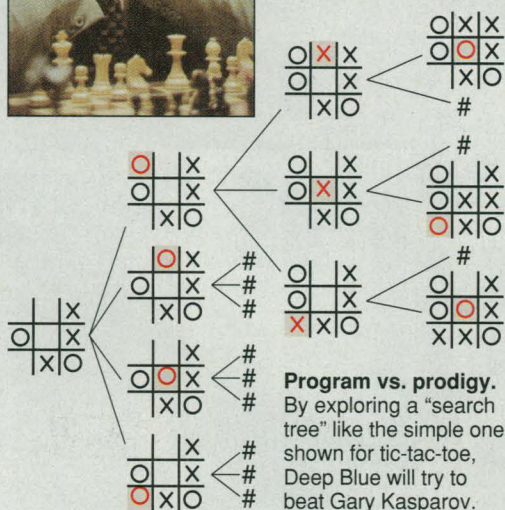 Program vs. prodigy.
By exploring a “search
tree” like the simple one
shown for tic-tac-toe,
Deep Blue will try to
beat Gary Kasparov.